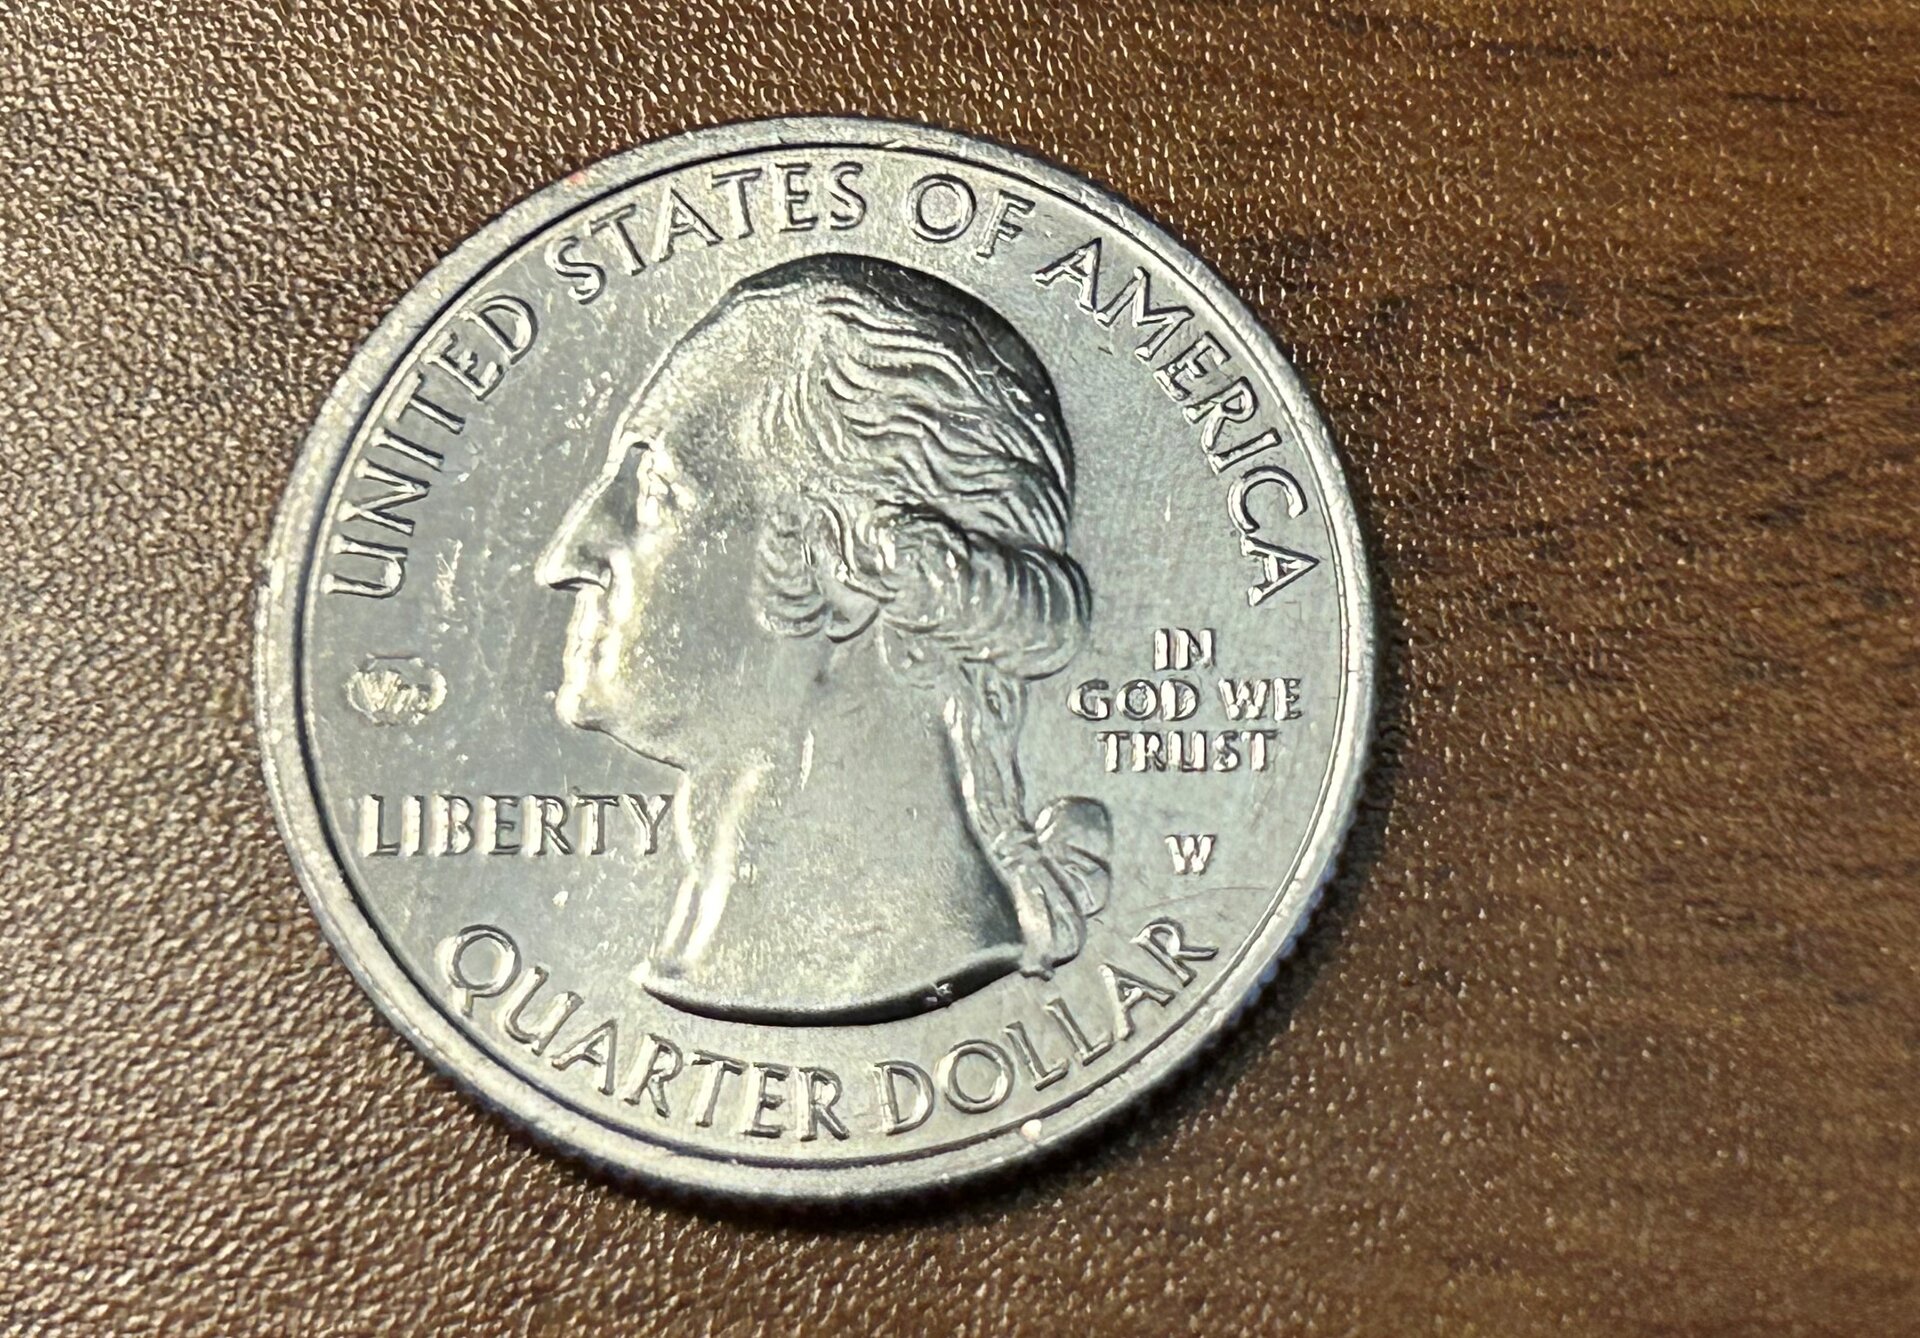 UNITED STATES OF AMERICA
IN
GOD WE
TRUST
LIBERTY
W
QUARTER DOLLAR